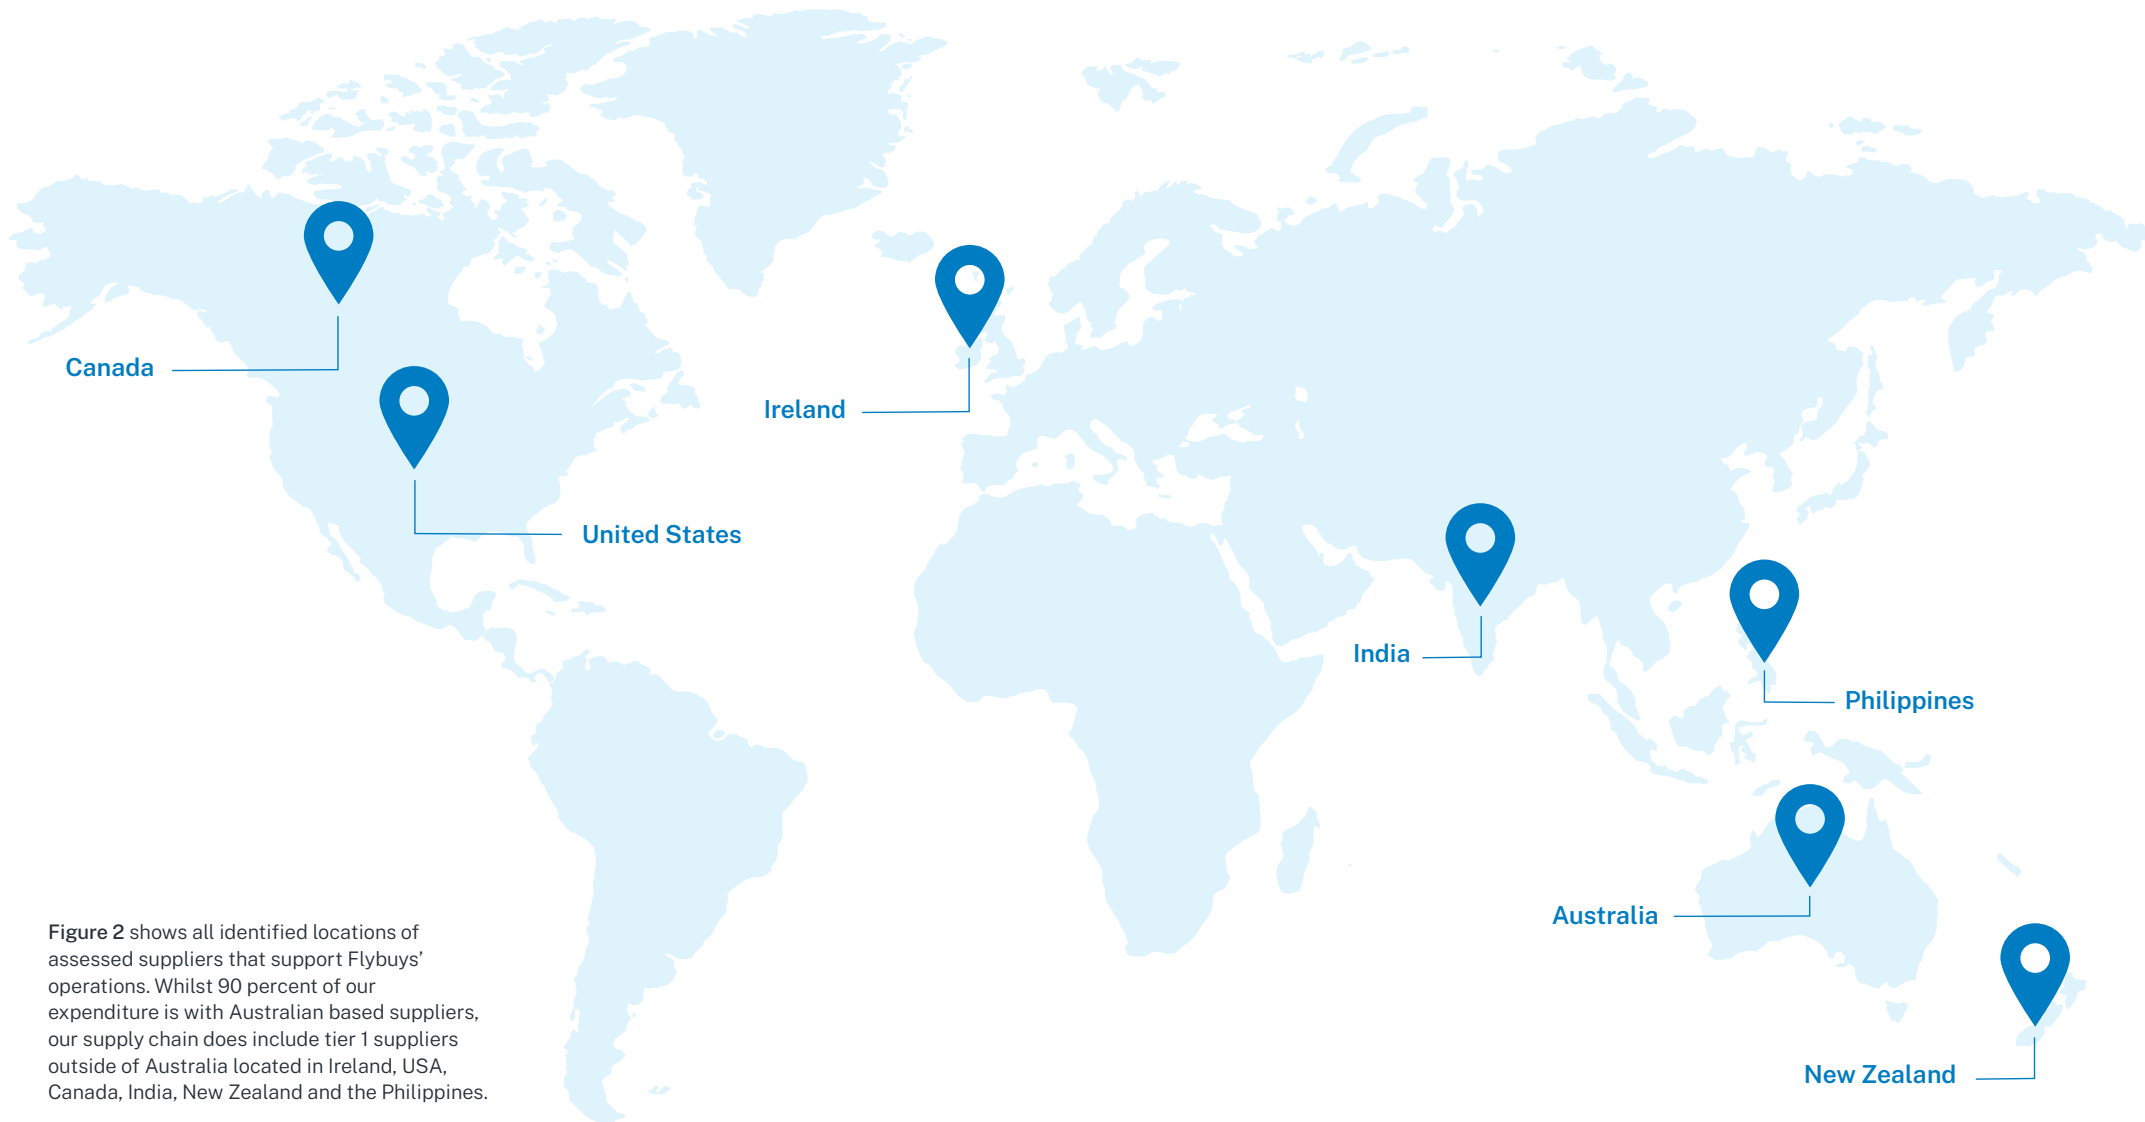 Canada
Ireland
United States
India
Philippines
Australia
Figure 2 shows all identified locations of
assessed suppliers that support Flybuys’
operations. Whilst 90 percent of our
expenditure is with Australian based suppliers,
our supply chain does include tier 1 suppliers
outside of Australia located in Ireland, USA,
Canada, India, New Zealand and the Philippines.
New Zealand